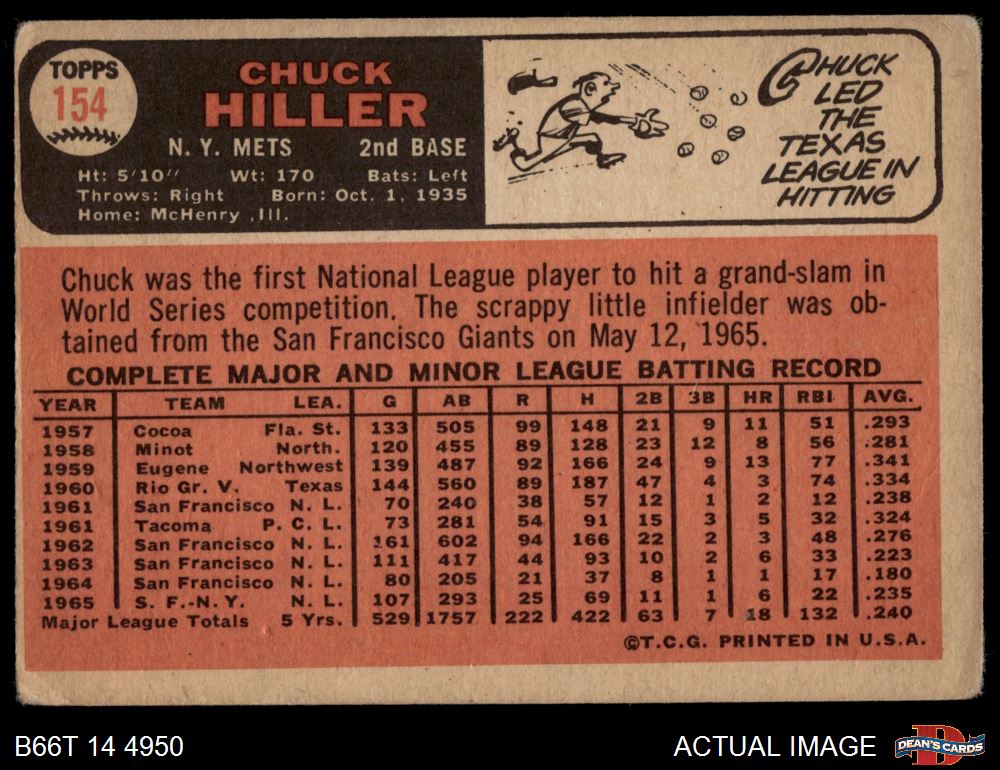 TOPPS
154
CHUCK
HILLER
N. Y. METS 2nd BASE
Ht: 5'10" Wt: 170 Bats: Left
Throws: Right Born: Oct. 1, 1935
Home: McHenry ,Ill.
CHUCK
LED
THE
TEXAS
LEAGUE IN
HITTING
Chuck was the first National League player to hit a grand-slam in
World Series competition. The scrappy little infielder was ob-
tained from the San Francisco Giants on May 12, 1965.
COMPLETE MAJOR AND MINOR LEAGUE BATTING RECORD
YEAR TEAM LEA. G AB R H 2B 3B HR RBI AVG.
1957 Cocoa Fla. St. 133 505 99 148 21 9 11 51 .293
1958 Minot North. 120 455 89 128 23 12 8 56 .281
1959 Eugene Northwest 139 487 92 166 24 9 13 77 .341
1960 Rio Gr. V. Texas 144 560 89 187 47 4 3 74 .334
1961 San Francisco N. L. 70 240 38 57 12 1 2 12 .238
1961 Tacoma P. C. L. 73 281 54 91 15 3 5 32 .324
1962 San Francisco N. L. 161 602 94 166 22 2 3 48 .276
1963 San Francisco N. L. 111 417 44 93 10 2 6 33 .223
1964 San Francisco N. L. 80 205 21 37 8 1 1 17 .180
1965 S. F.-N. Y. N. L. 107 293 25 69 11 1 6 22 .235
Major League Totals 5 Yrs. 529 1757 222 422 63 7 18 132 .240
©T.C.G. PRINTED IN U.S.A.
B66T 14 4950
ACTUAL IMAGE
D
DEAN'S CARDS